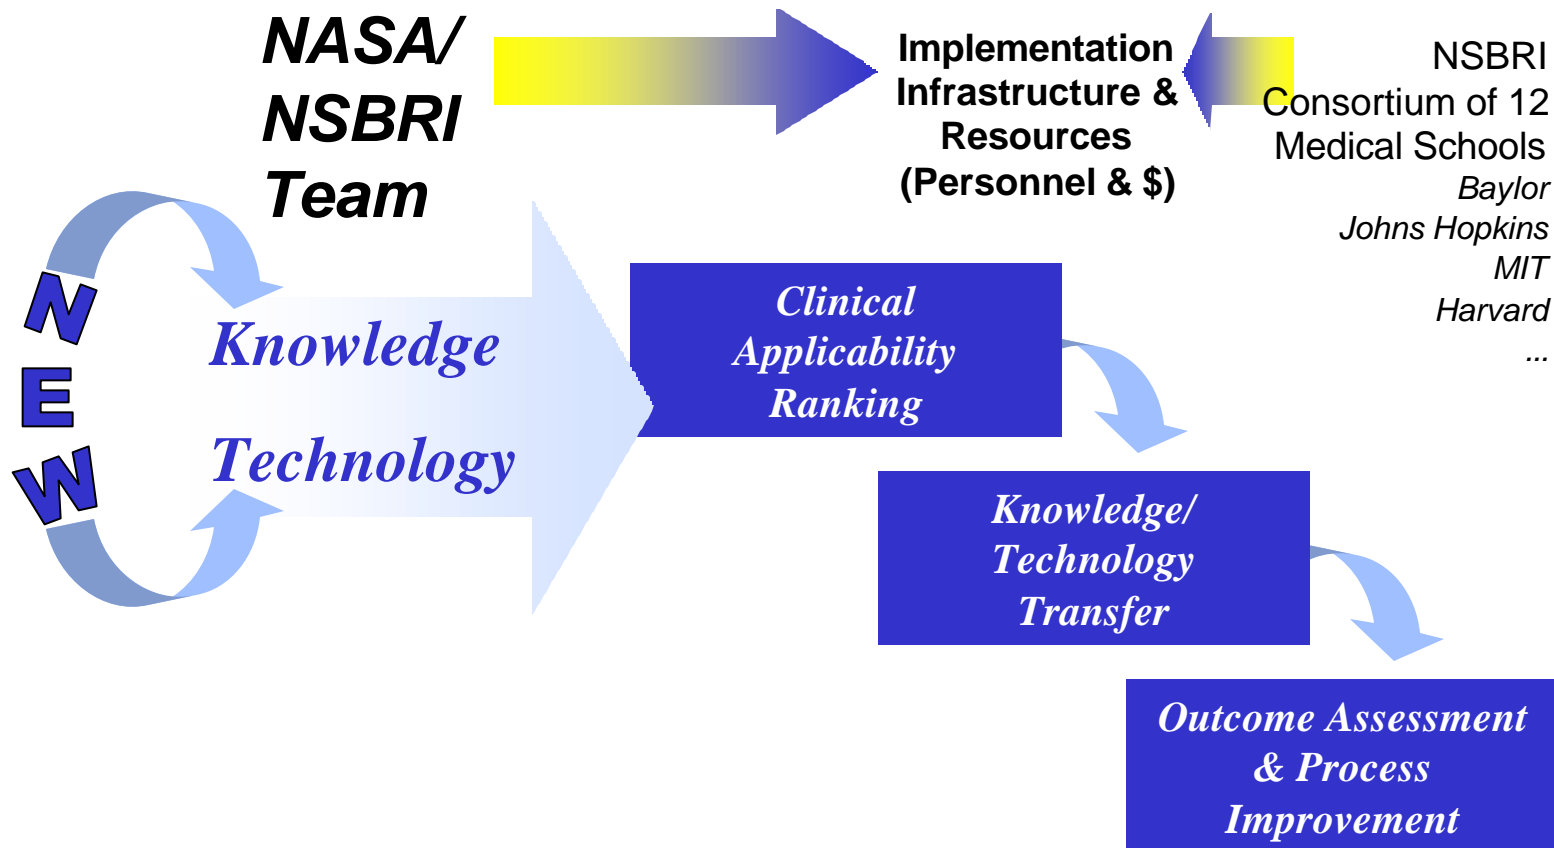 NASA/
NSBRI
Team
Implementation
Infrastructure &
Resources
(Personnel & $)
NSBRI
Consortium of 12
Medical Schools
Baylor
Johns Hopkins
MIT
Harvard
...
NEW
Knowledge
Technology
Clinical
Applicability
Ranking
Knowledge/
Technology
Transfer
Outcome Assessment
& Process
Improvement